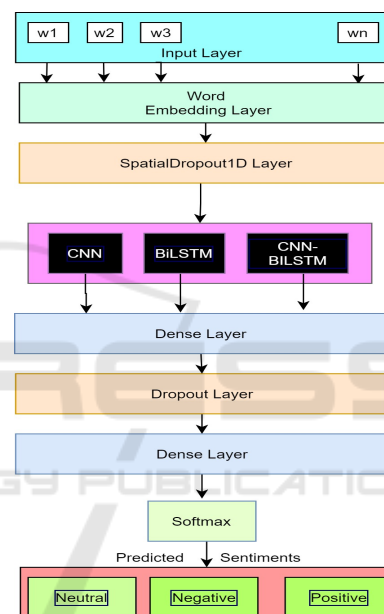 w1 w2 w3 wn
Input Layer
Word
Embedding Layer
SpatialDropout1D Layer
CNN BiLSTM CNN-
BILSTM
Dense Layer
Dropout Layer
Dense Layer
Softmax
Predicted Sentiments
Neutral Negative Positive